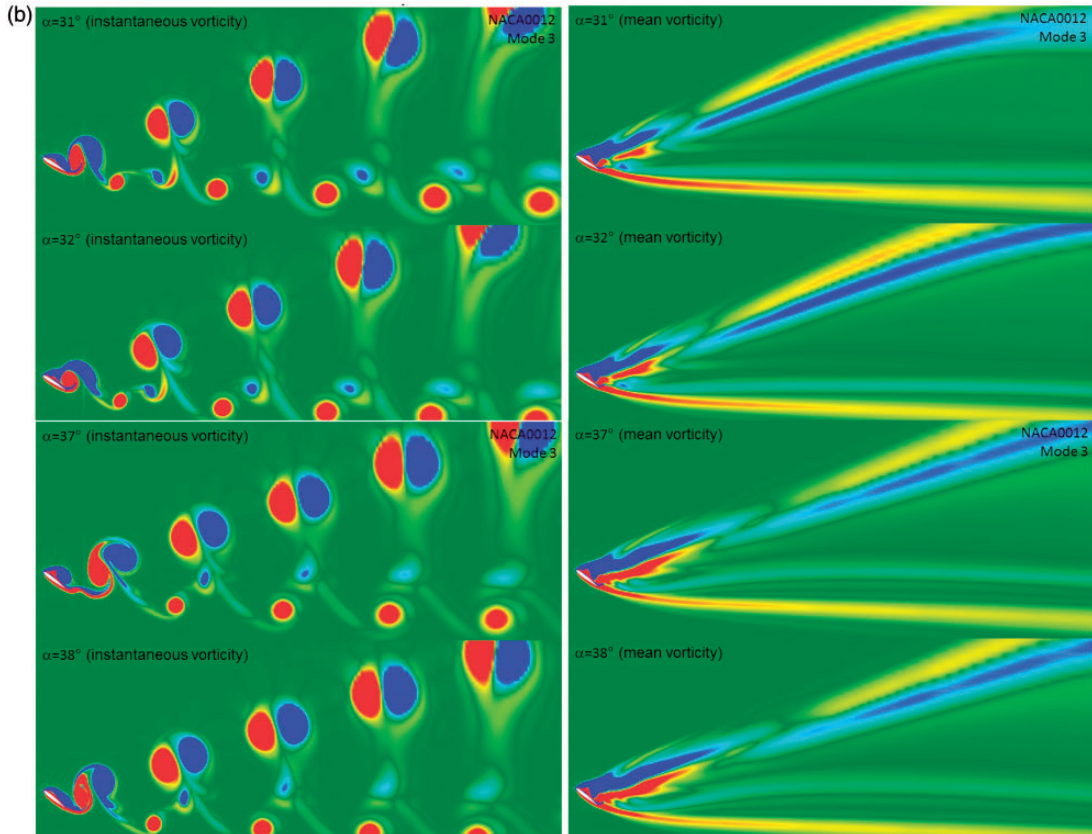 (b)
α=31° (instantaneous vorticity)
NACA0012
Mode 3
α=31° (mean vorticity)
NACA0012
Mode 3
α=32° (instantaneous vorticity)
α=32° (mean vorticity)
α=37° (instantaneous vorticity)
NACA0012
Mode 3
α=37° (mean vorticity)
NACA0012
Mode 3
α=38° (instantaneous vorticity)
α=38° (mean vorticity)